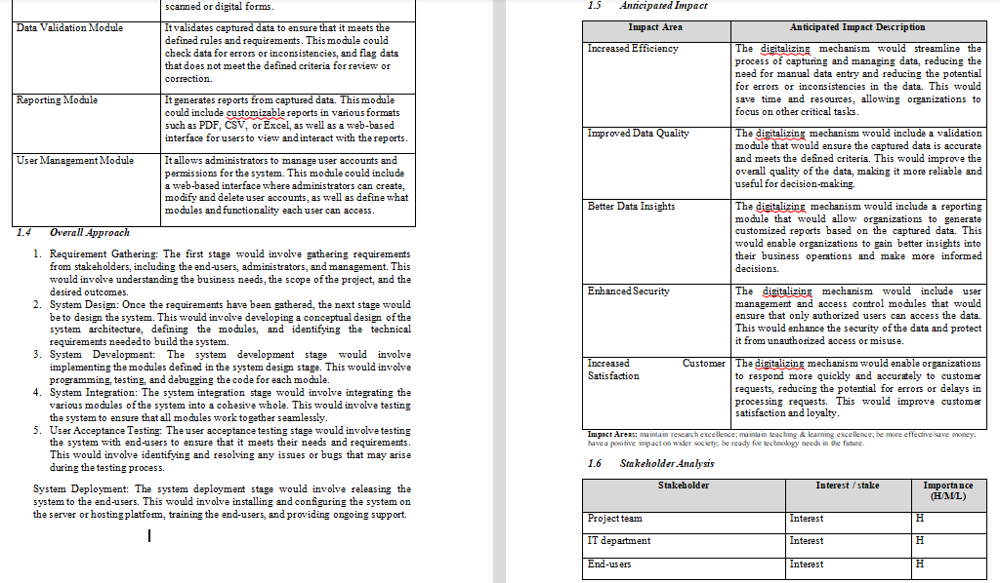 scanned or digital forms.
Data Validation Module
It validates captured data to ensure that it meets the
defined rules and requirements. This module could
check data for errors or inconsistencies, and flag data
that does not meet the defined criteria for review or
correction.
Reporting Module
It generates reports from captured data. This module
could include customizable reports in various formats
such as PDF, CSV, or Excel, as well as a web-based
interface for users to view and interact with the reports.
User Management Module
It allows administrators to manage user accounts and
permissions for the system. This module could include
a web-based interface where administrators can create,
modify and delete user accounts, as well as define what
modules and functionality each user can access.
1.4 Overall Approach
1. Requirement Gathering: The first stage would involve gathering requirements
from stakeholders, including the end-users, administrators, and management. This
would involve understanding the business needs, the scope of the project, and the
desired outcomes.
2. System Design: Once the requirements have been gathered, the next stage would
be to design the system. This would involve developing a conceptual design of the
system architecture, defining the modules, and identifying the technical
requirements needed to build the system.
3. System Development: The system development stage would involve
implementing the modules defined in the system design stage. This would involve
programming, testing, and debugging the code for each module.
4. System Integration: The system integration stage would involve integrating the
various modules of the system into a cohesive whole. This would involve testing
the system to ensure that all modules work together seamlessly.
5. User Acceptance Testing: The user acceptance testing stage would involve testing
the system with end-users to ensure that it meets their needs and requirements.
This would involve identifying and resolving any issues or bugs that may arise
during the testing process.
System Deployment: The system deployment stage would involve releasing the
system to the end-users. This would involve installing and configuring the system on
the server or hosting platform, training the end-users, and providing ongoing support.
1.5 Anticipated Impact
Impact Area Anticipated Impact Description
Increased Efficiency
The digitalizing mechanism would streamline the
process of capturing and managing data, reducing the
need for manual data entry and reducing the potential
for errors or inconsistencies in the data. This would
save time and resources, allowing organizations to
focus on other critical tasks.
Improved Data Quality
The digitalizing mechanism would include a validation
module that would ensure the captured data is accurate
and meets the defined criteria. This would improve the
overall quality of the data, making it more reliable and
useful for decision-making.
Better Data Insights
The digitalizing mechanism would include a reporting
module that would allow organizations to generate
customized reports based on the captured data. This
would enable organizations to gain better insights into
their business operations and make more informed
decisions.
Enhanced Security
The digitalizing mechanism would include user
management and access control modules that would
ensure that only authorized users can access the data.
This would enhance the security of the data and protect
it from unauthorized access or misuse.
Increased Customer
Satisfaction
The digitalizing mechanism would enable organizations
to respond more quickly and accurately to customer
requests, reducing the potential for errors or delays in
processing requests. This would improve customer
satisfaction and loyalty.
Impact Areas: maintain research excellence; maintain teaching & learning excellence; be more effective/save money;
have a positive impact on wider society; be ready for technology needs in the future.
1.6 Stakeholder Analysis
Stakeholder Interest / stake Importance
(H/M/L)
Project team Interest H
IT department Interest H
End-users Interest H